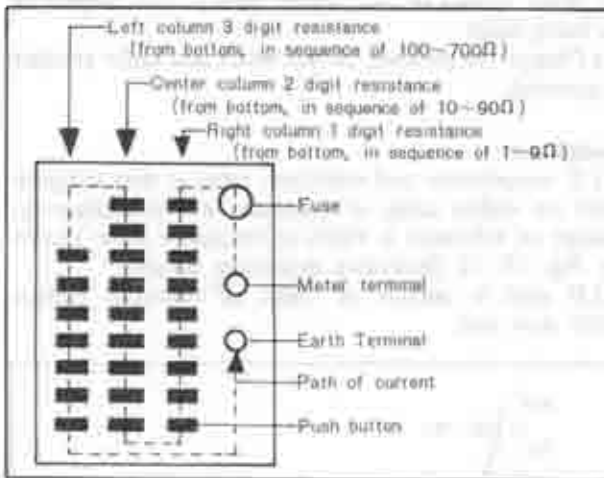 Left column 3 digit resistance
(from bottom, in sequence of 100~700Ω)
Center column 2 digit resistance
(from bottom, in sequence of 10~90Ω)
Right column 1 digit resistance
(from bottom, in sequence of 1~9Ω)
Fuse
Meter terminal
Earth Terminal
Path of current
Push button